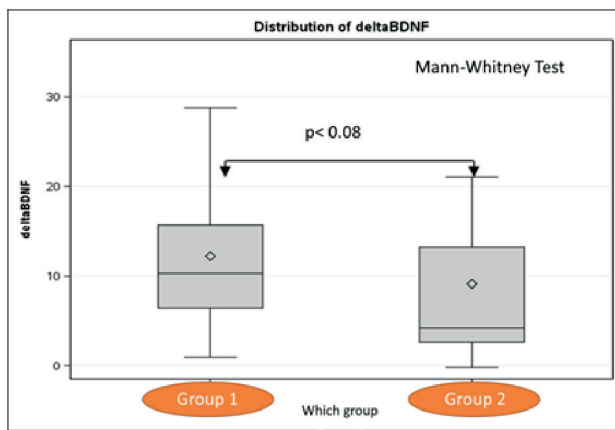 Distribution of deltaBDNF
Mann-Whitney Test
30
p< 0.08
20
deltaBDNF
10
0
Group 1
Group 2
Which group